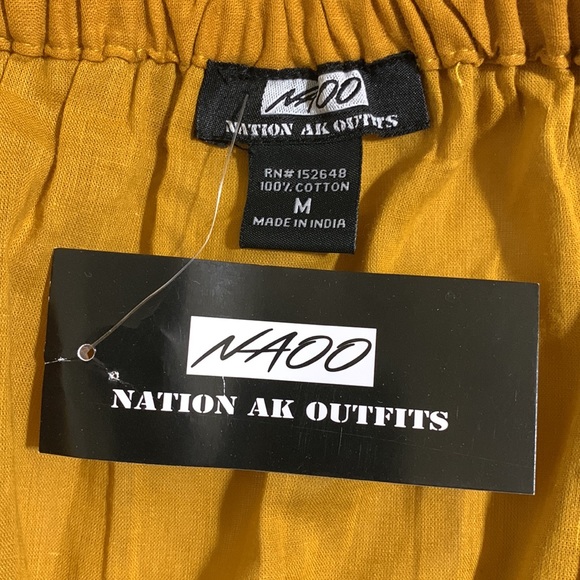 NAOO
NATION AK OUTFITS
RN# 152648
100% COTTON
M
MADE IN INDIA
NAOO
NATION AK OUTFITS